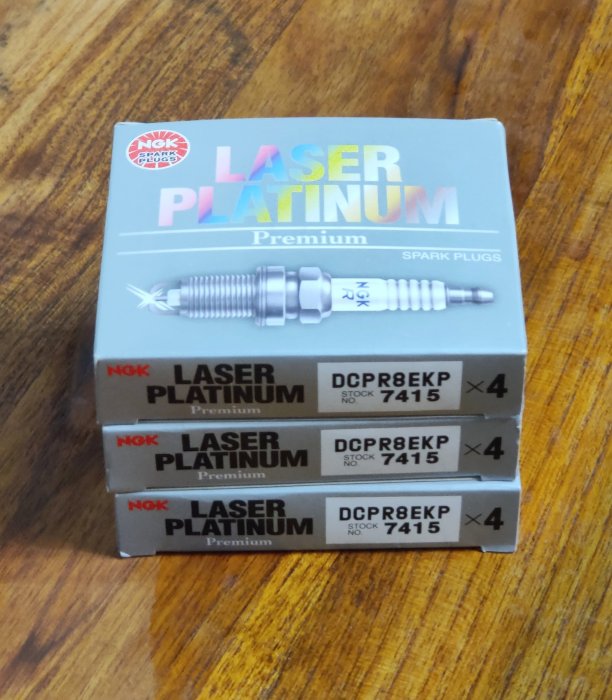 NGK
SPARK
PLUGS
LASER
PLATINUM
Premium
SPARK PLUGS
NGK
R
NGK
LASER
PLATINUM
Premium
DCPR8EKP
STOCK NO. 7415
×4
NGK
LASER
PLATINUM
Premium
DCPR8EKP
STOCK NO. 7415
×4
NGK
LASER
PLATINUM
Premium
DCPR8EKP
STOCK NO. 7415
×4